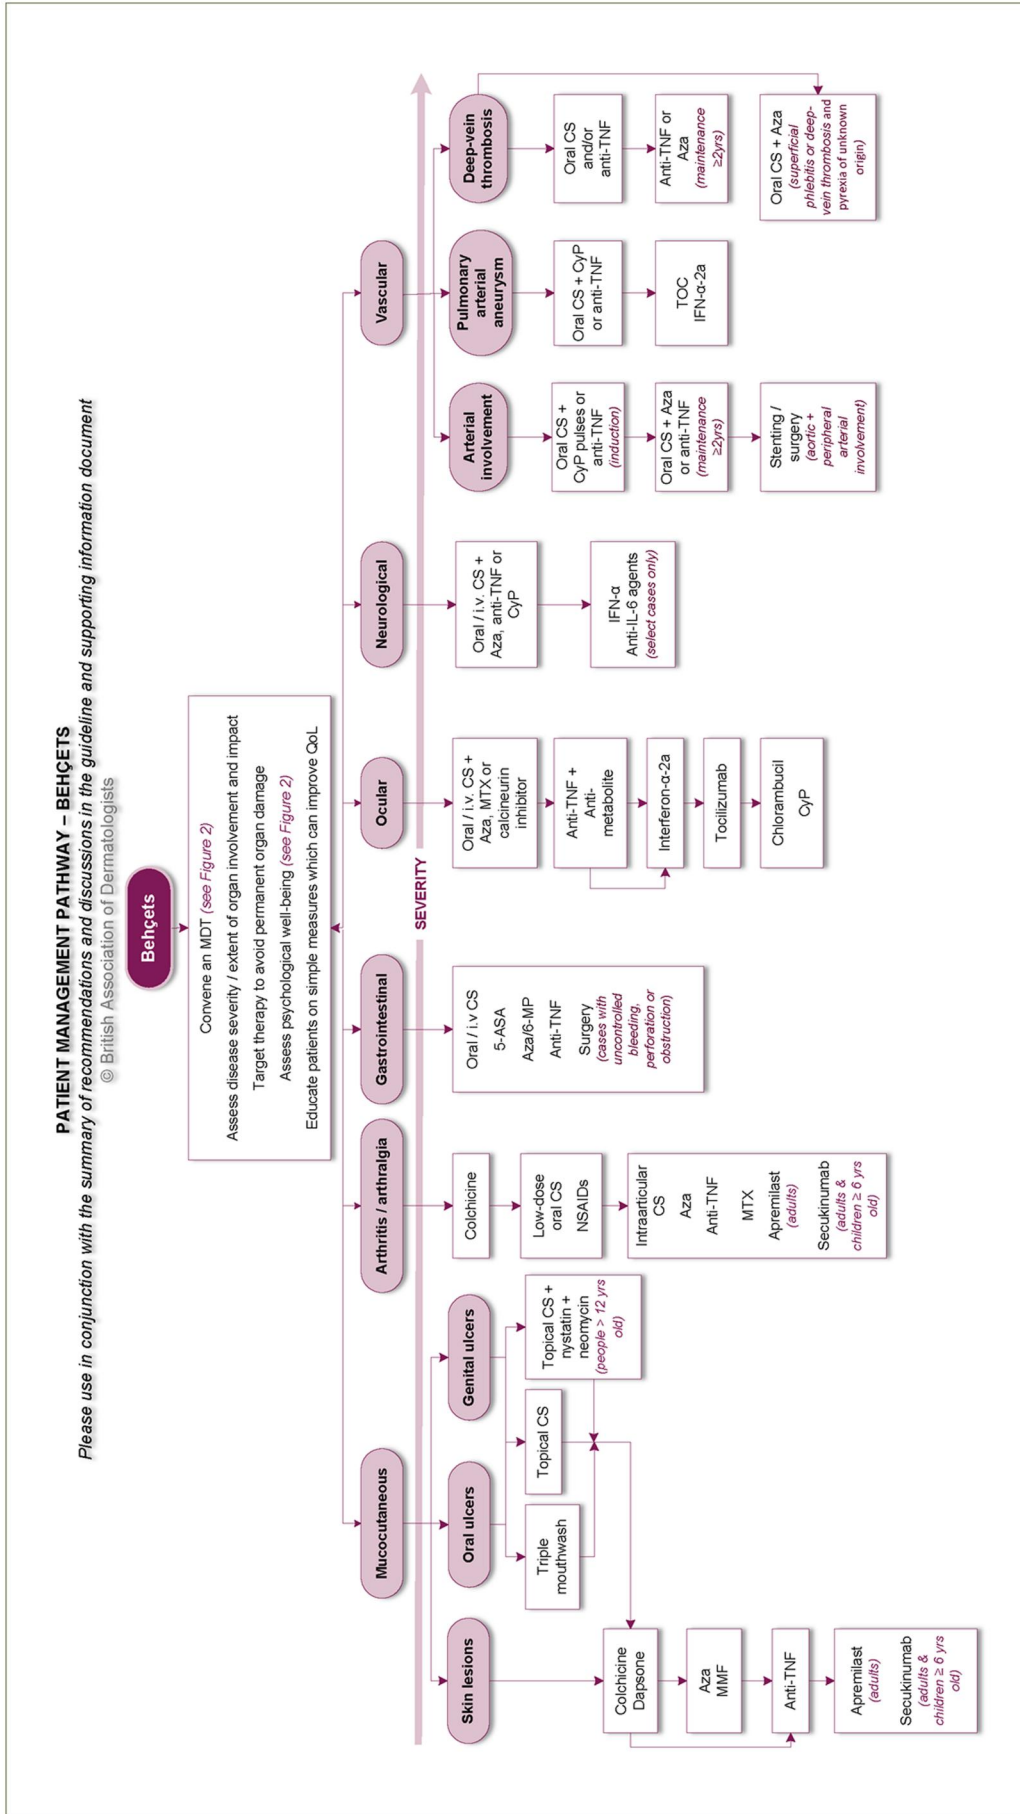 PATIENT MANAGEMENT PATHWAY – BEHÇETS
Please use in conjunction with the summary of recommendations and discussions in the guideline and supporting information document
© British Association of Dermatologists
Behçets
Convene an MDT (see Figure 2)
Assess disease severity / extent of organ involvement and impact
Target therapy to avoid permanent organ damage
Assess psychological well-being (see Figure 2)
Educate patients on simple measures which can improve QoL
Mucocutaneous
Arthritis / arthralgia
Gastrointestinal
Ocular
Neurological
Vascular
SEVERITY
Skin lesions
Oral ulcers
Genital ulcers
Triple
mouthwash
Topical CS
Topical CS +
nystatin +
neomycin
(people > 12 yrs
old)
Colchicine
Dapsone
Aza
MMF
Anti-TNF
Apremilast
(adults)
Secukinumab
(adults &
children ≥ 6 yrs
old)
Colchicine
Low-dose
oral CS
NSAIDs
Intraarticular
CS
Aza
Anti-TNF
MTX
Apremilast
(adults)
Secukinumab
(adults &
children ≥ 6 yrs
old)
Oral / i.v CS
5-ASA
Aza/6-MP
Anti-TNF
Surgery
(cases with
uncontrolled
bleeding,
perforation or
obstruction)
Oral / i.v. CS +
Aza, MTX or
calcineurin
inhibitor
Anti-TNF +
Anti-
metabolite
Interferon-α-2a
Tocilizumab
Chlorambucil
CyP
Oral / i.v. CS +
Aza, anti-TNF or
CyP
IFN-α
Anti-IL-6 agents
(select cases only)
Arterial
involvement
Oral CS +
CyP pulses or
anti-TNF
(induction)
Oral CS + Aza
or anti-TNF
(maintenance
≥2yrs)
Stenting /
surgery
(aortic +
peripheral
arterial
involvement)
Pulmonary
arterial
aneurysm
Oral CS + CyP
or anti-TNF
TOC
IFN-α-2a
Deep-vein
thrombosis
Oral CS
and/or
anti-TNF
Anti-TNF or
Aza
(maintenance
≥2yrs)
Oral CS + Aza
(superficial
phlebitis or deep-
vein thrombosis and
pyrexia of unknown
origin)